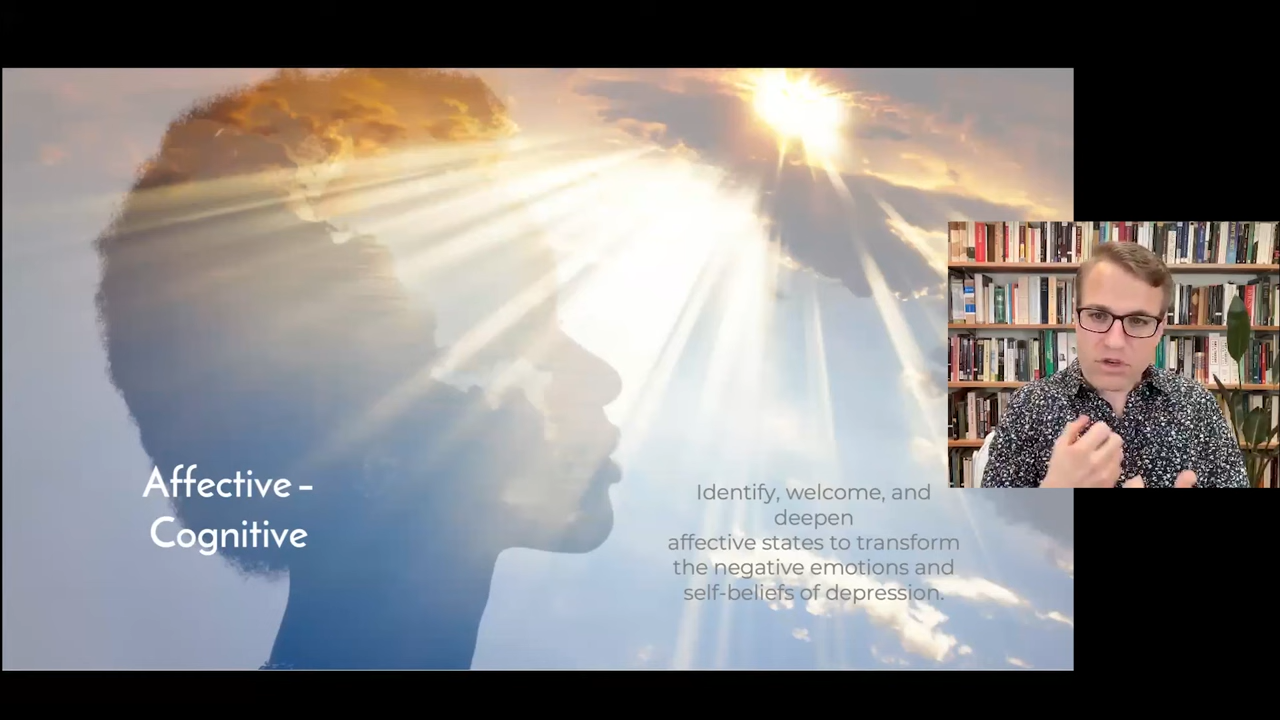 Affective –
Cognitive
Identify, welcome, and
deepen
affective states to transform
the negative emotions and
self-beliefs of depression.